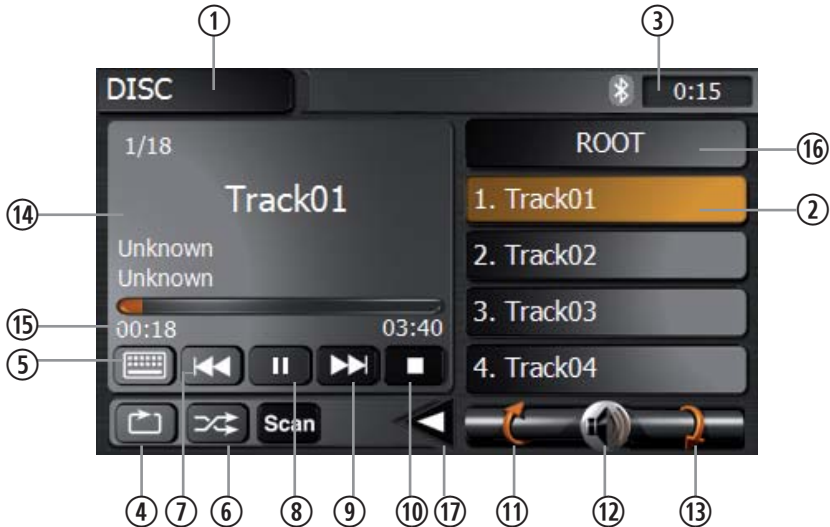 ① ③
DISC 0:15
1/18 ROOT ⑯
Track01 1. Track01 ②
⑭
Unknown 2. Track02
Unknown
3. Track03
⑮ 00:18 03:40
⑤ 4. Track04
Scan
④ ⑦ ⑥ ⑧ ⑨ ⑩ ⑰ ⑪ ⑫ ⑬